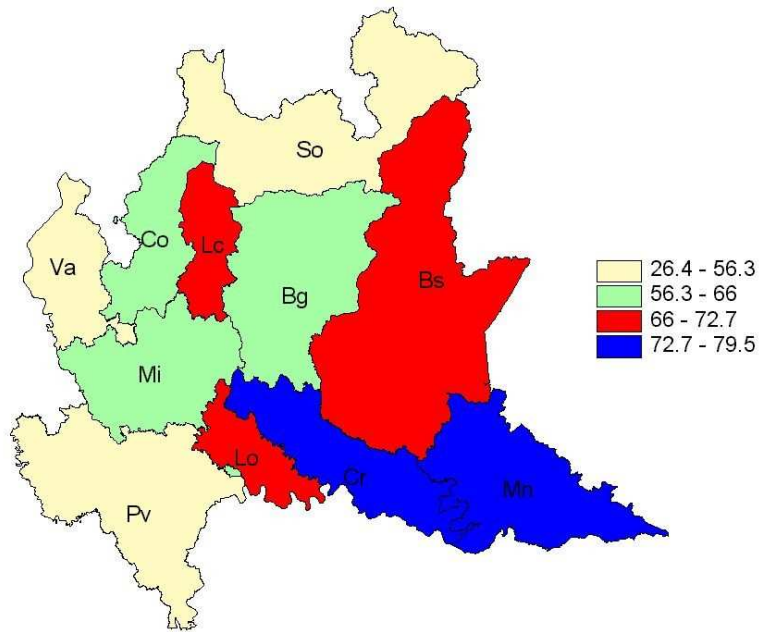 So
Co
Lc
Va
Bs
Bg
Mi
Lo
Cr
Mn
Pv
26.4 - 56.3
56.3 - 66
66 - 72.7
72.7 - 79.5